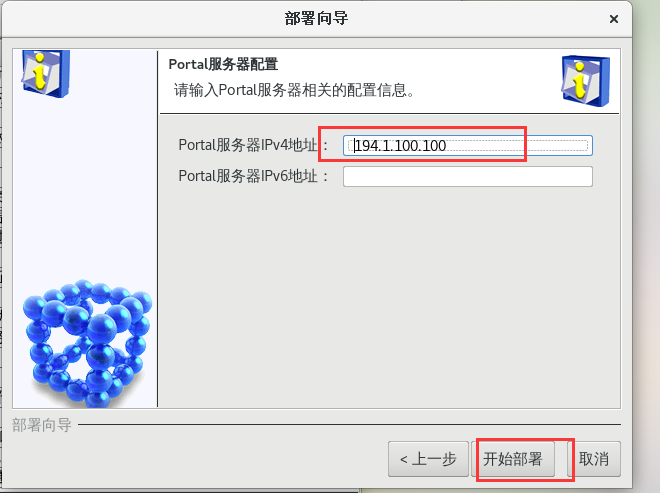 部署向导
Portal服务器配置
请输入Portal服务器相关的配置信息。
Portal服务器IPv4地址： 194.1.100.100
Portal服务器IPv6地址：
部署向导
< 上一步 开始部署 取消